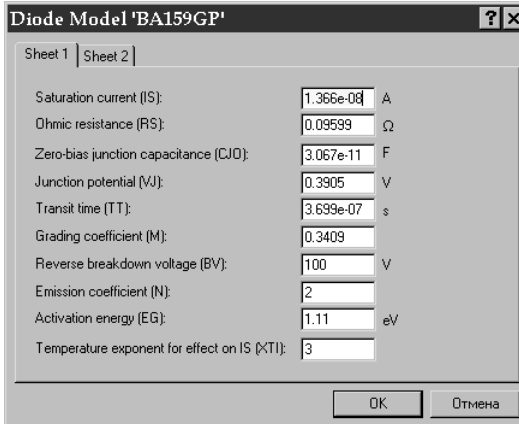 Diode Model 'BA159GP'
Sheet 1 Sheet 2
Saturation current (IS): 1.366e-08 A
Ohmic resistance (RS): 0.09599 Ω
Zero-bias junction capacitance (CJO): 3.067e-11 F
Junction potential (VJ): 0.3905 V
Transit time (TT): 3.699e-07 s
Grading coefficient (M): 0.3409
Reverse breakdown voltage (BV): 100 V
Emission coefficient (N): 2
Activation energy (EG): 1.11 eV
Temperature exponent for effect on IS (XTI): 3
OK Отмена